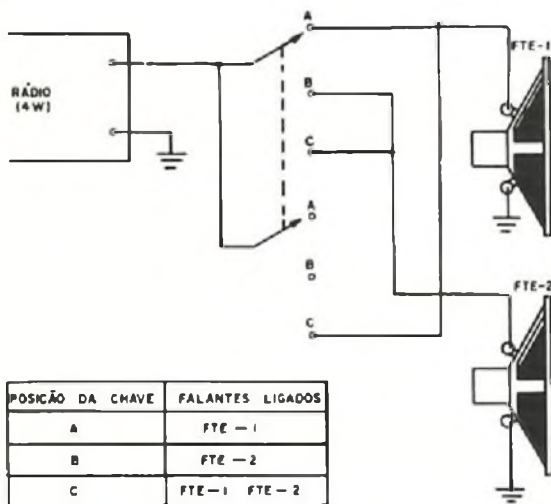 RÁDIO
(4W)
A
B
C
A
B
C
FTE-1
FTE-2
POSIÇÃO DA CHAVE FALANTES LIGADOS
A FTE-1
B FTE-2
C FTE-1 FTE-2